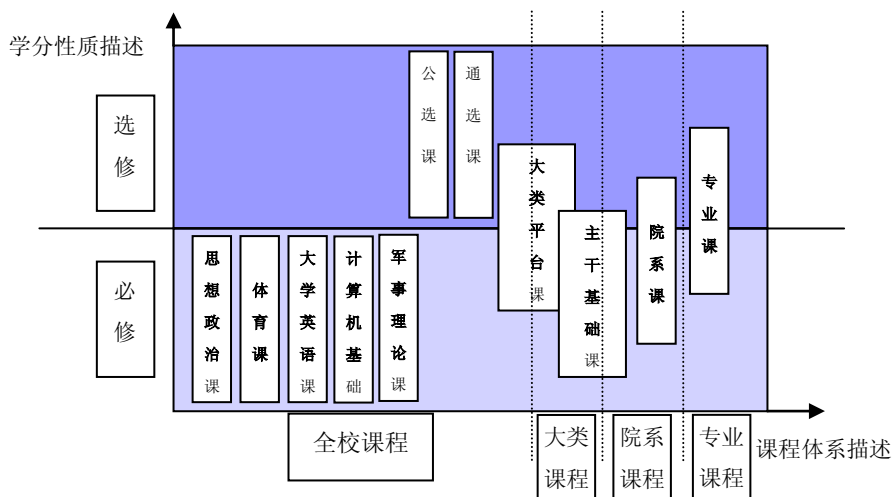 学分性质描述
选修
必修
公选课
通选课
大类平台课
主干基础课
院系课
专业课
思想政治课
体育课
大学英语课
计算机基础
军事理论课
全校课程
大类课程
院系课程
专业课程
课程体系描述